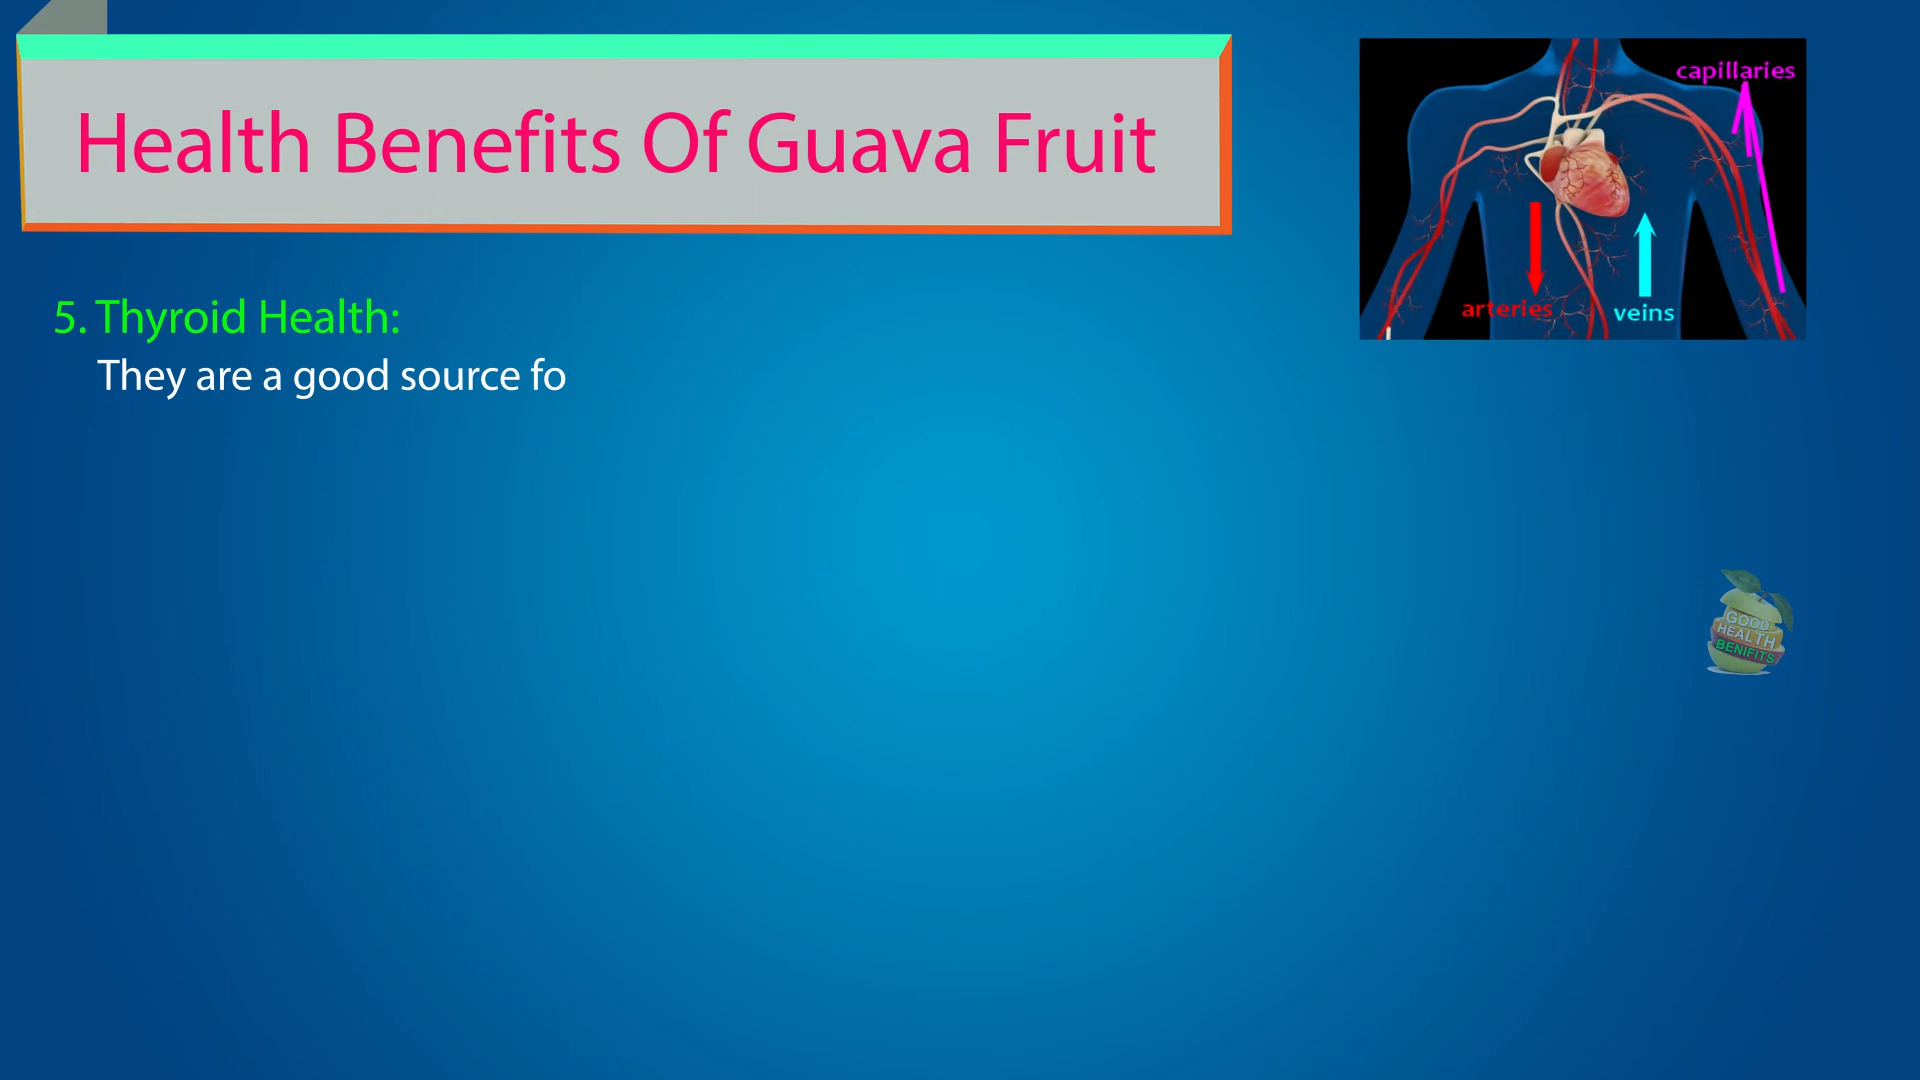 Health Benefits Of Guava Fruit
capillaries
arteries
veins
5. Thyroid Health:
They are a good source fo
GOOD
HEALTH
BENIFITS